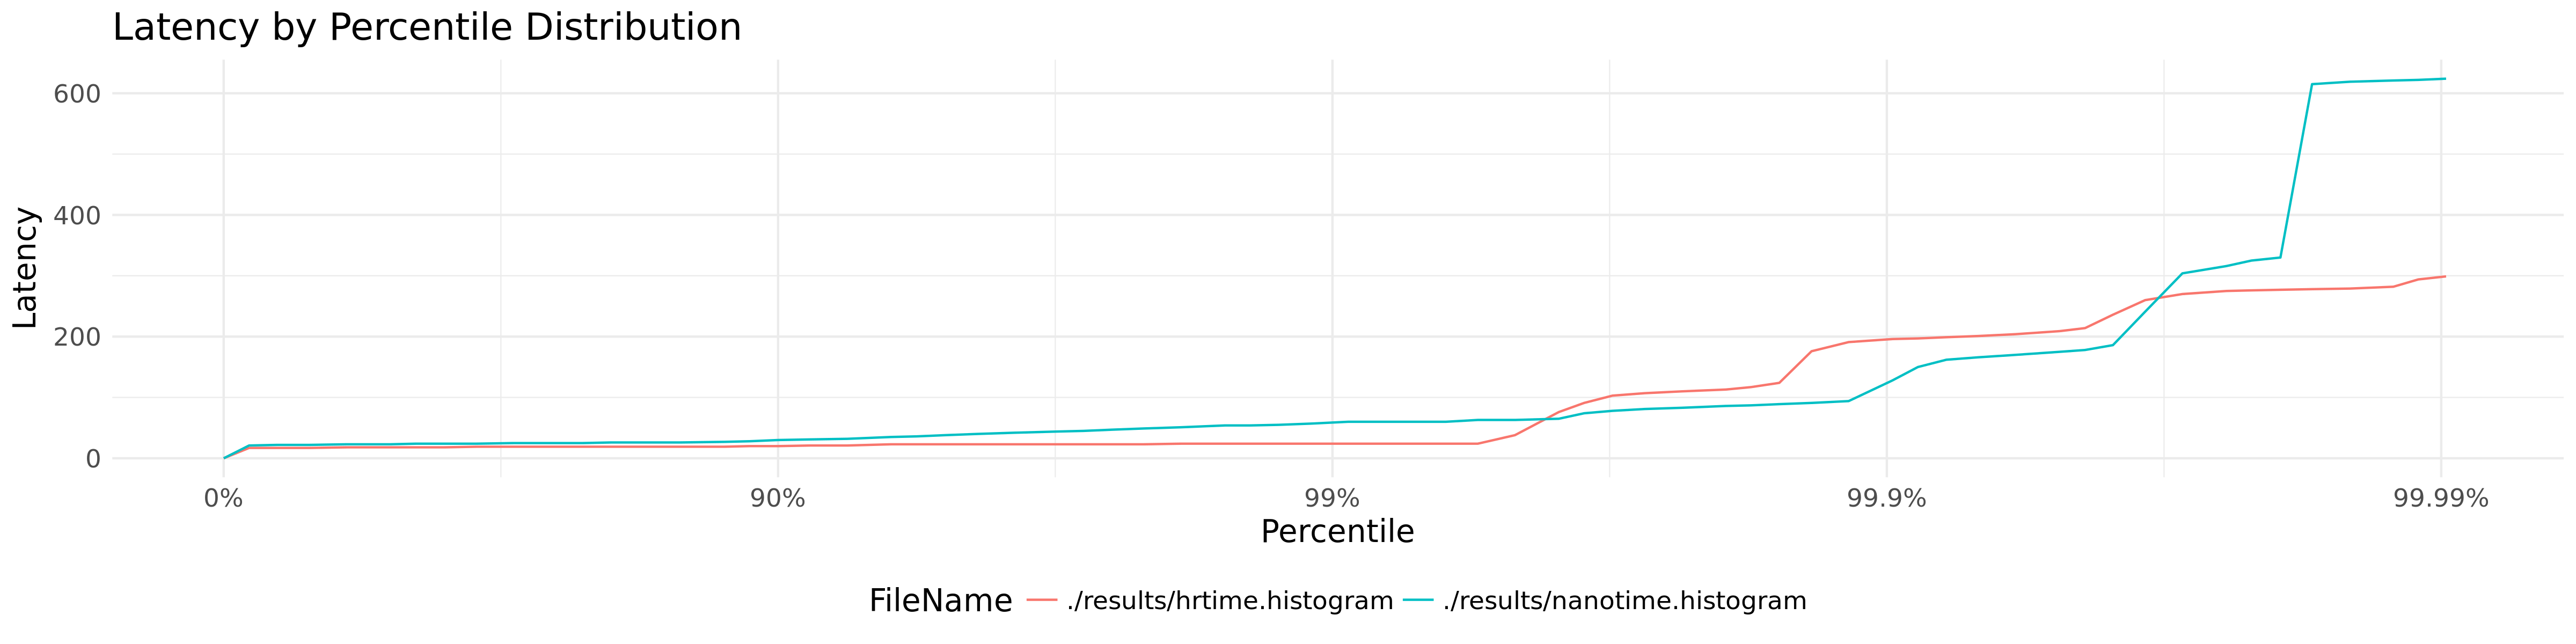 Latency by Percentile Distribution
600
400
200
0
Latency
0% 90% 99% 99.9% 99.99%
Percentile
FileName ./results/hrtime.histogram ./results/nanotime.histogram